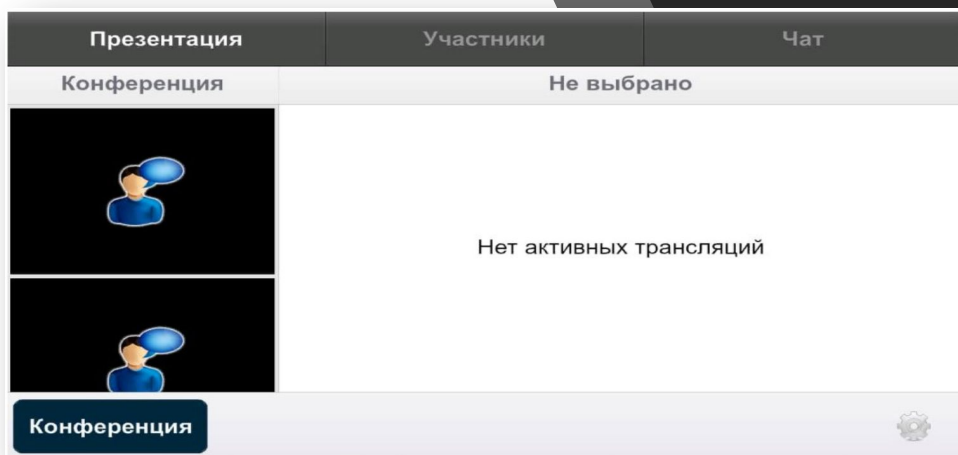 Презентация
Участники
Чат
Конференция
Не выбрано
Нет активных трансляций
Конференция